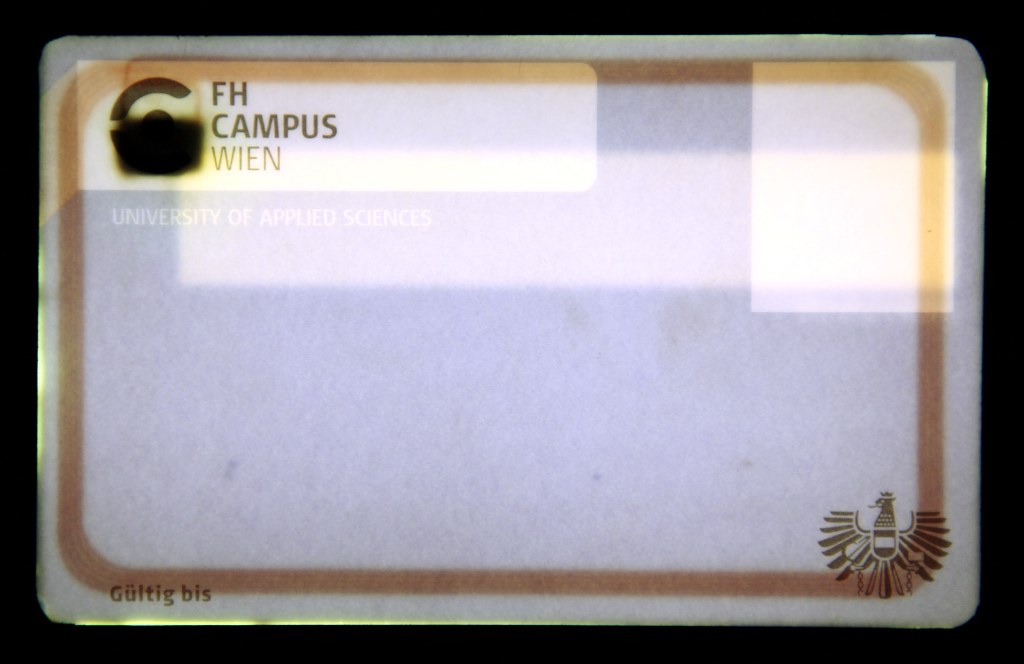 FH
CAMPUS
WIEN
UNIVERSITY OF APPLIED SCIENCES
Gültig bis